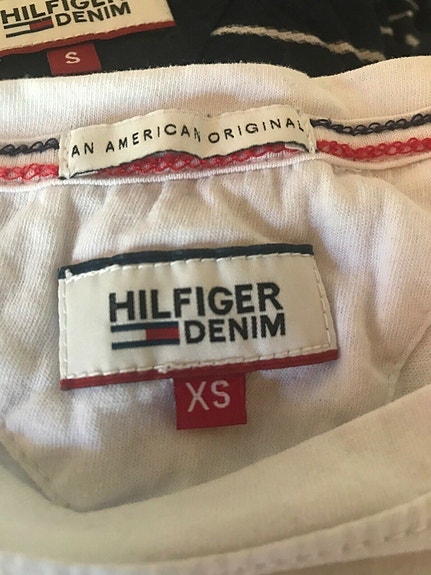 HILFIGER
DENIM
S
AN AMERICAN ORIGINAL
HILFIGER
DENIM
XS